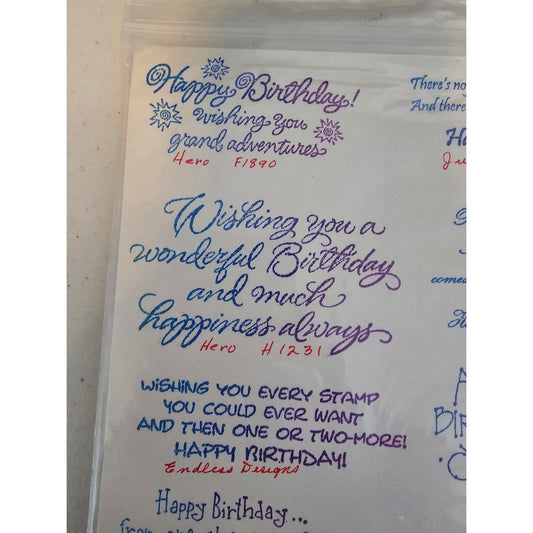 Happy Birthday!
wishing you
grand adventures
Hero F1890
Wishing you a
wonderful Birthday
and much
happiness always
Hero H1231
WISHING YOU EVERY STAMP
YOU COULD EVER WANT
AND THEN ONE OR TWO-MORE!
HAPPY BIRTHDAY!
Endless Designs
Happy Birthday...
There's no
And there